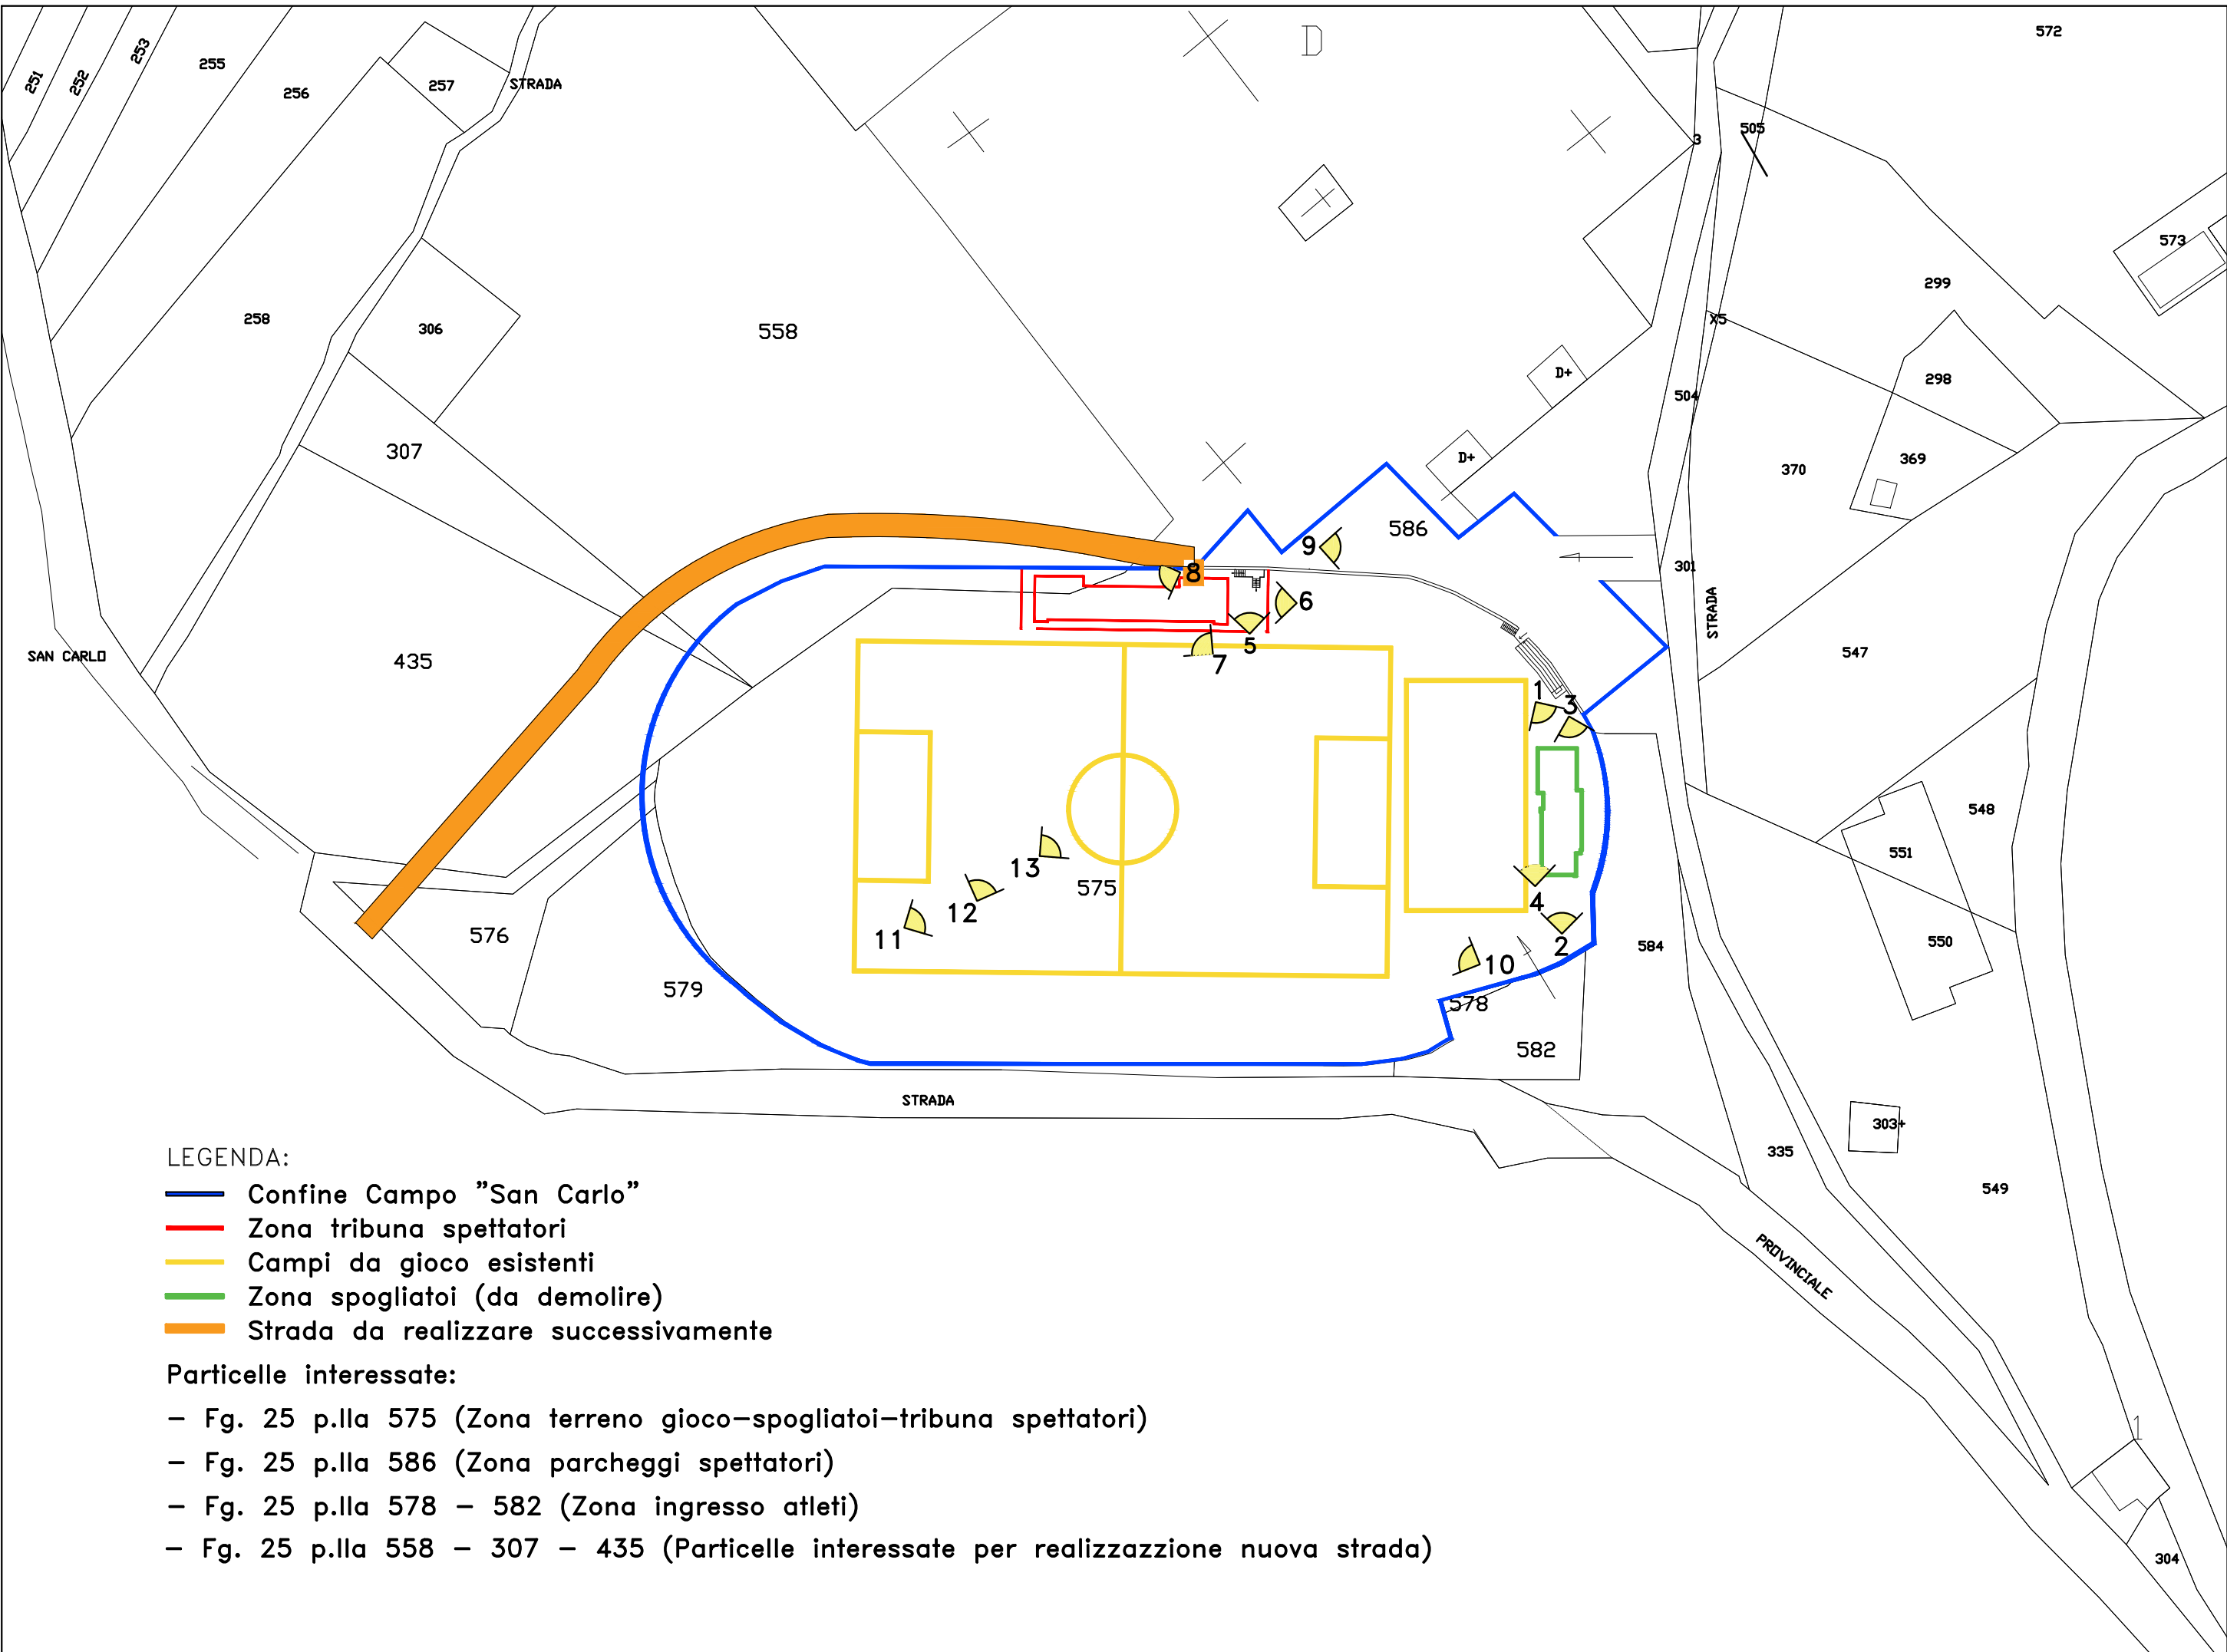 572
251
252
253
255
256
257
STRADA
D
3
505
573
299
258
306
558
X5
D+
298
504
307
D+
370
369
586
9
301
8
6
STRADA
5
7
SAN CARLO
435
547
1
3
548
551
13
575
4
12
11
2
550
576
10
584
579
578
582
STRADA
303+
335
549
PROVINCIALE
1
304
LEGENDA:
Confine Campo "San Carlo"
Zona tribuna spettatori
Campi da gioco esistenti
Zona spogliatoi (da demolire)
Strada da realizzare successivamente
Particelle interessate:
- Fg. 25 p.lla 575 (Zona terreno gioco-spogliatoi-tribuna spettatori)
- Fg. 25 p.lla 586 (Zona parcheggi spettatori)
- Fg. 25 p.lla 578 - 582 (Zona ingresso atleti)
- Fg. 25 p.lla 558 - 307 - 435 (Particelle interessate per realizzazzione nuova strada)